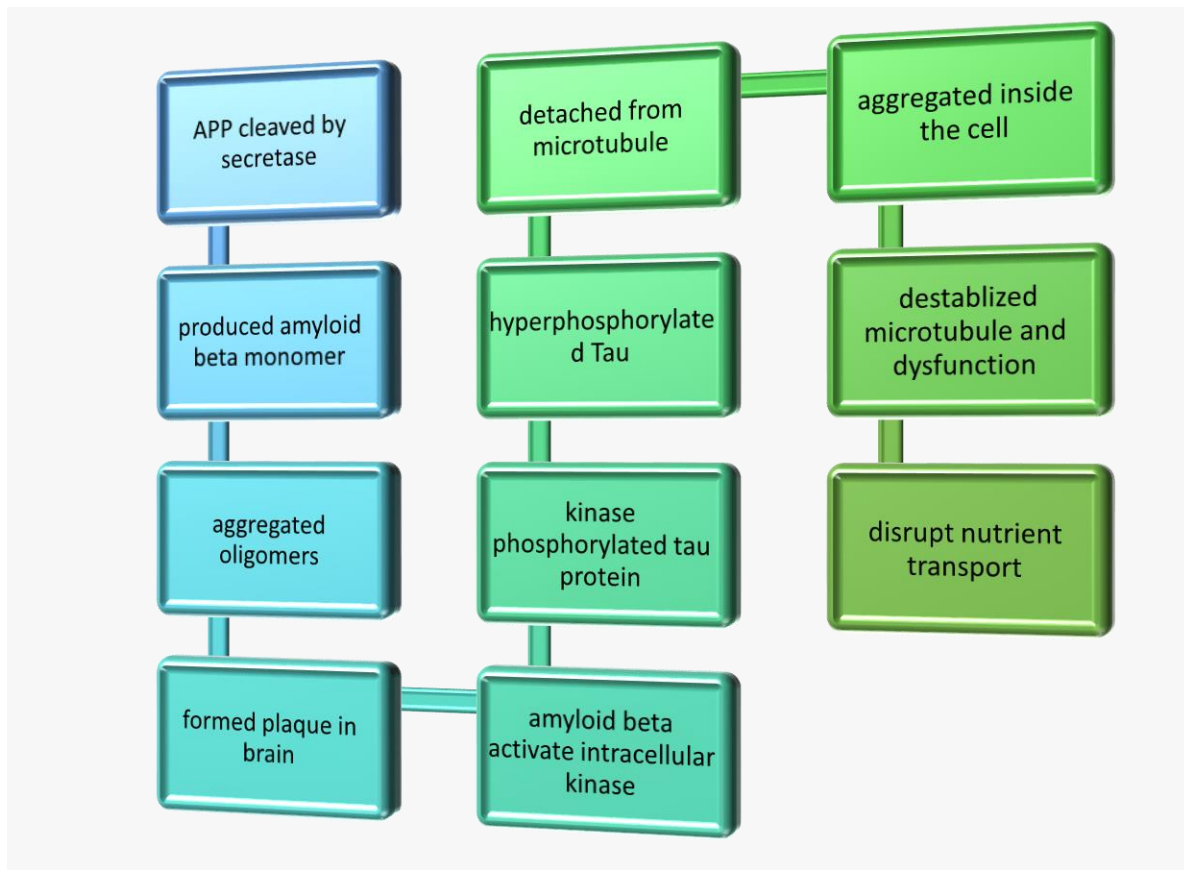 APP cleaved by
secretase
produced amyloid
beta monomer
aggregated
oligomers
formed plaque in
brain
amyloid beta
activate intracellular
kinase
kinase
phosphorylated tau
protein
hyperphosphorylate
d Tau
detached from
microtubule
aggregated inside
the cell
destablized
microtubule and
dysfunction
disrupt nutrient
transport